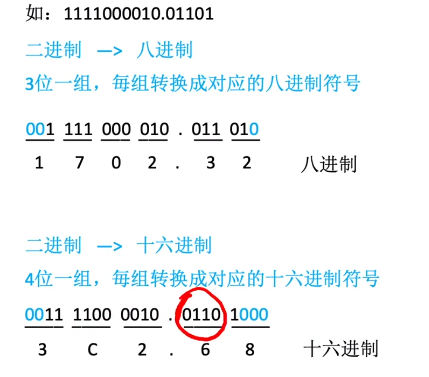 如：1111000010.01101
二进制 —> 八进制
3位一组，每组转换成对应的八进制符号
001 111 000 010 . 011 010
1 7 0 2 . 3 2 八进制
二进制 —> 十六进制
4位一组，每组转换成对应的十六进制符号
0011 1100 0010 . 0110 1000
3 C 2 . 6 8 十六进制